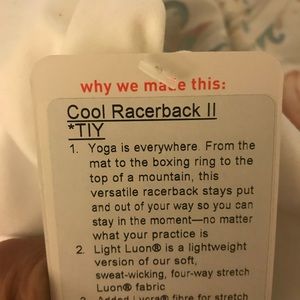 why we made this:
Cool Racerback II
*TIY
1. Yoga is everywhere. From the
mat to the boxing ring to the
top of a mountain, this
versatile racerback stays put
and out of your way so you can
stay in the moment—no matter
what your practice is
2. Light Luon® is a lightweight
version of our soft,
sweat-wicking, four-way stretch
Luon® fabric
3. Added Lycra® fibre for stretch